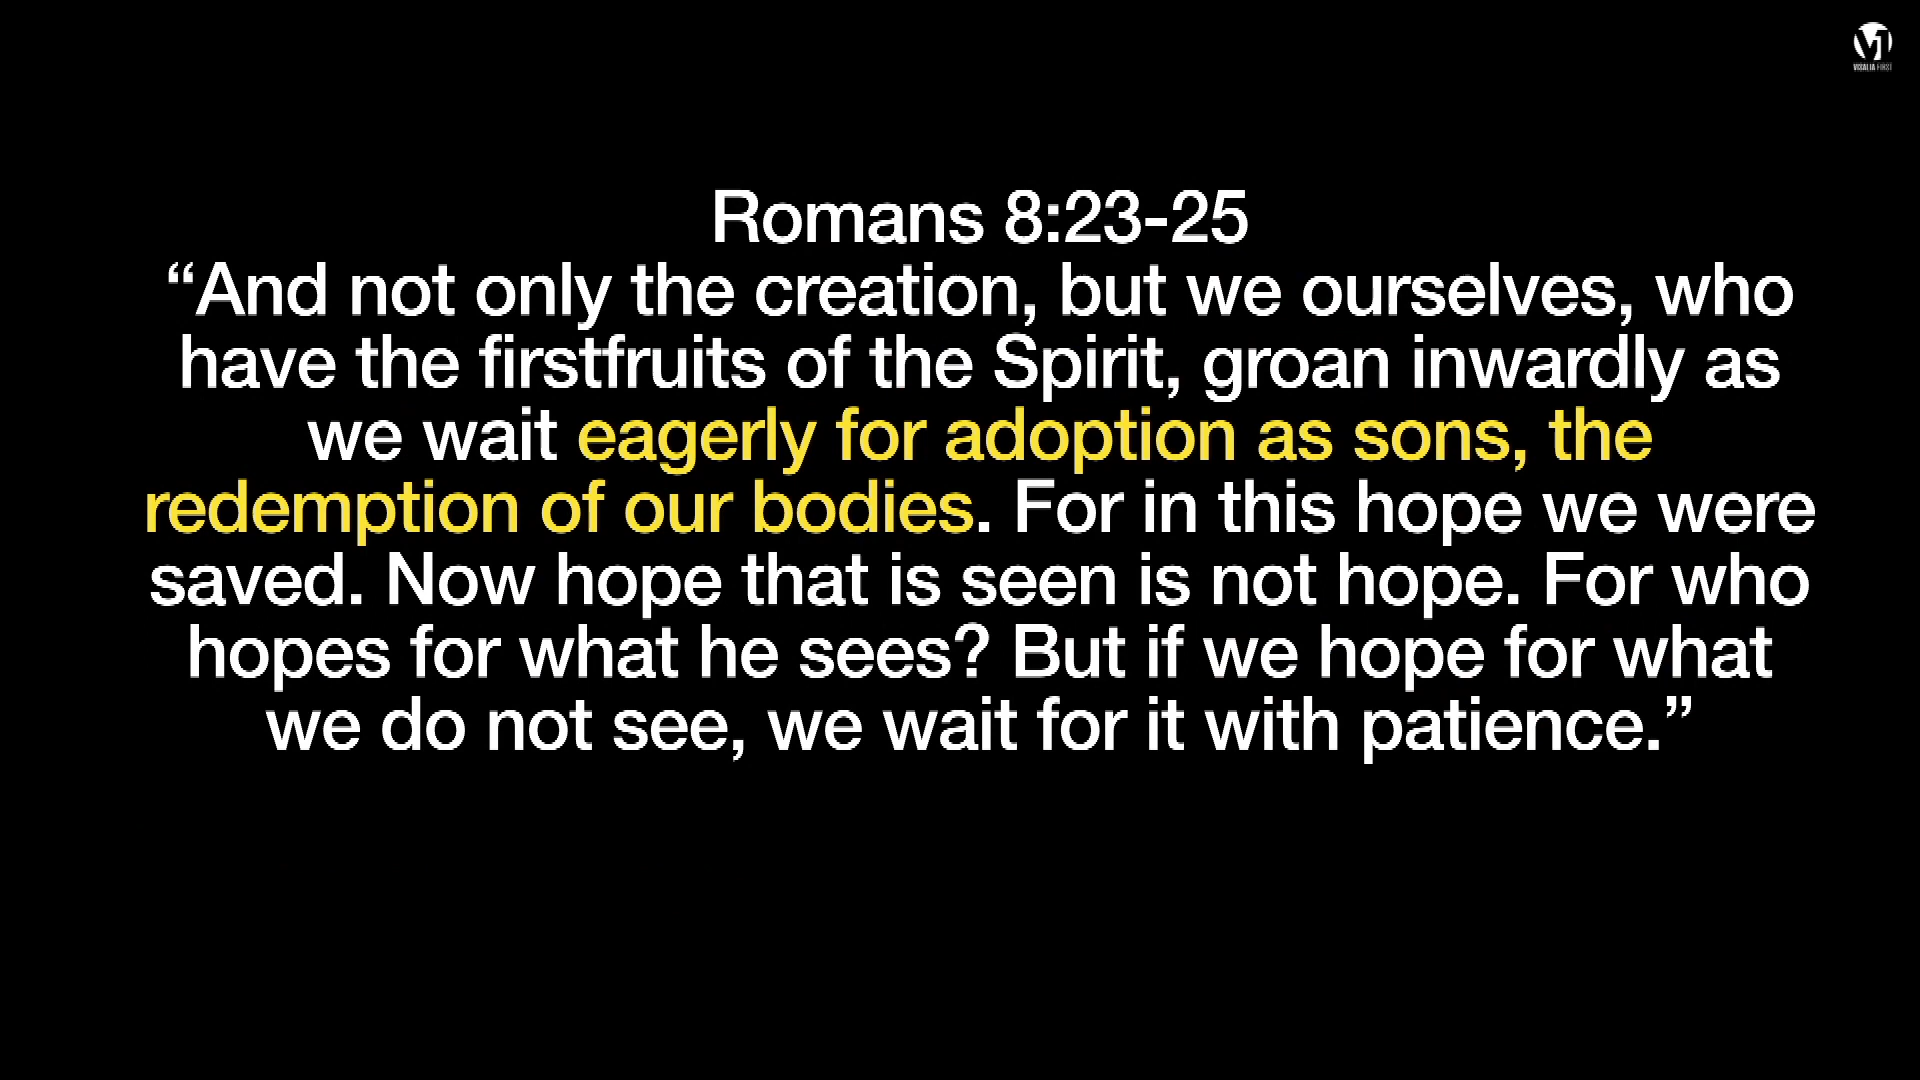 V1
VISALIA FIRST
Romans 8:23-25
“And not only the creation, but we ourselves, who
have the firstfruits of the Spirit, groan inwardly as
we wait eagerly for adoption as sons, the
redemption of our bodies. For in this hope we were
saved. Now hope that is seen is not hope. For who
hopes for what he sees? But if we hope for what
we do not see, we wait for it with patience.”